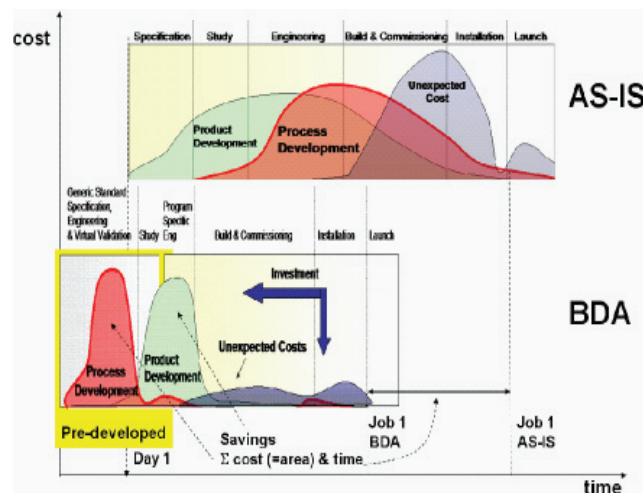 cost
Specification Study Engineering Build & Commissioning Installation Launch
AS-IS
Unexpected
Cost
Product
Development
Process
Development
Generic Standard
Specification,
Engineering
& Virtual Validation
Study
Program
Specific
Eng
Build & Commissioning
Installation
Launch
Investment
BDA
Unexpected Costs
Process
Development
Product
Development
Pre-developed
Savings
Σ cost (=area) & time
Day 1
Job 1
BDA
Job 1
AS-IS
time